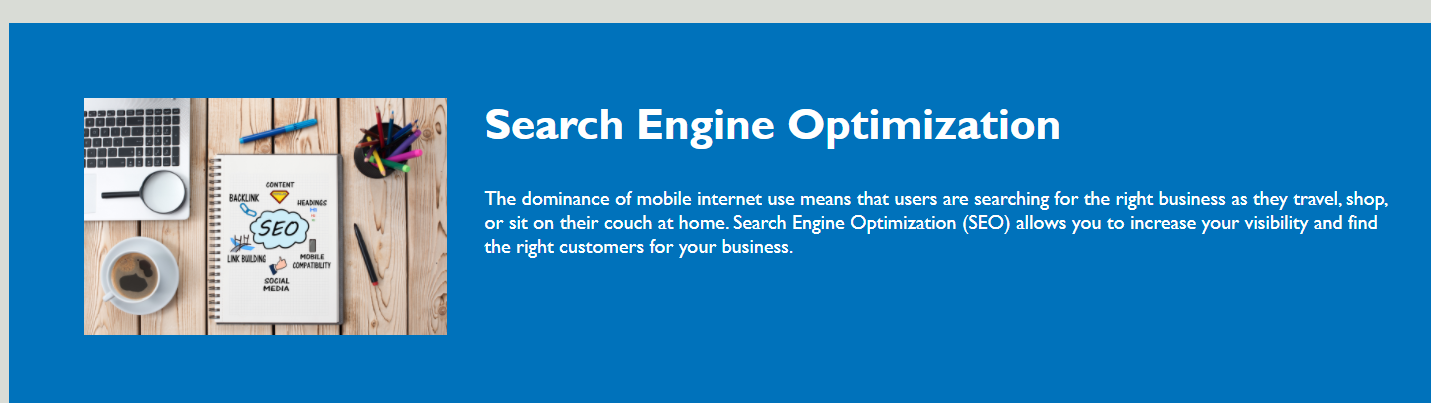 Search Engine Optimization
The dominance of mobile internet use means that users are searching for the right business as they travel, shop,
or sit on their couch at home. Search Engine Optimization (SEO) allows you to increase your visibility and find
the right customers for your business.
CONTENT
BACKLINK
HEADINGS
SEO
LINK BUILDING
MOBILE
COMPATIBILITY
SOCIAL
MEDIA